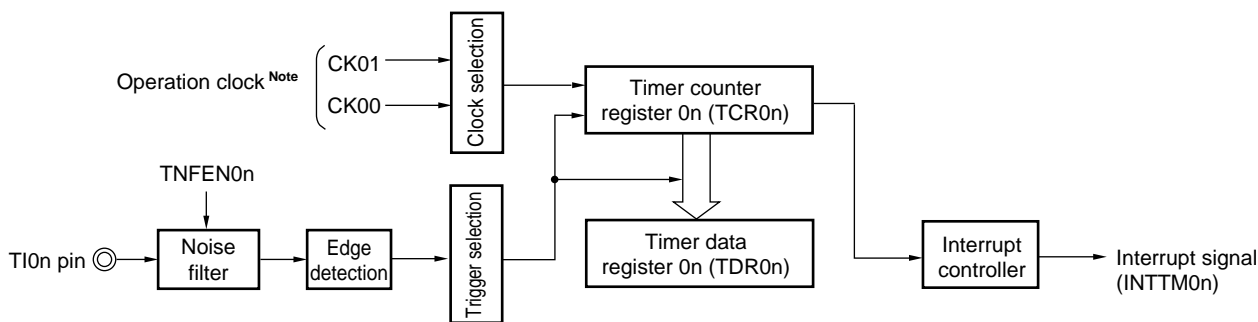 Operation clock Note
CK01
CK00
Clock selection
Timer counter
register 0n (TCR0n)
TNFEN0n
TI0n pin
Noise
filter
Edge
detection
Trigger selection
Timer data
register 0n (TDR0n)
Interrupt
controller
Interrupt signal
(INTTM0n)